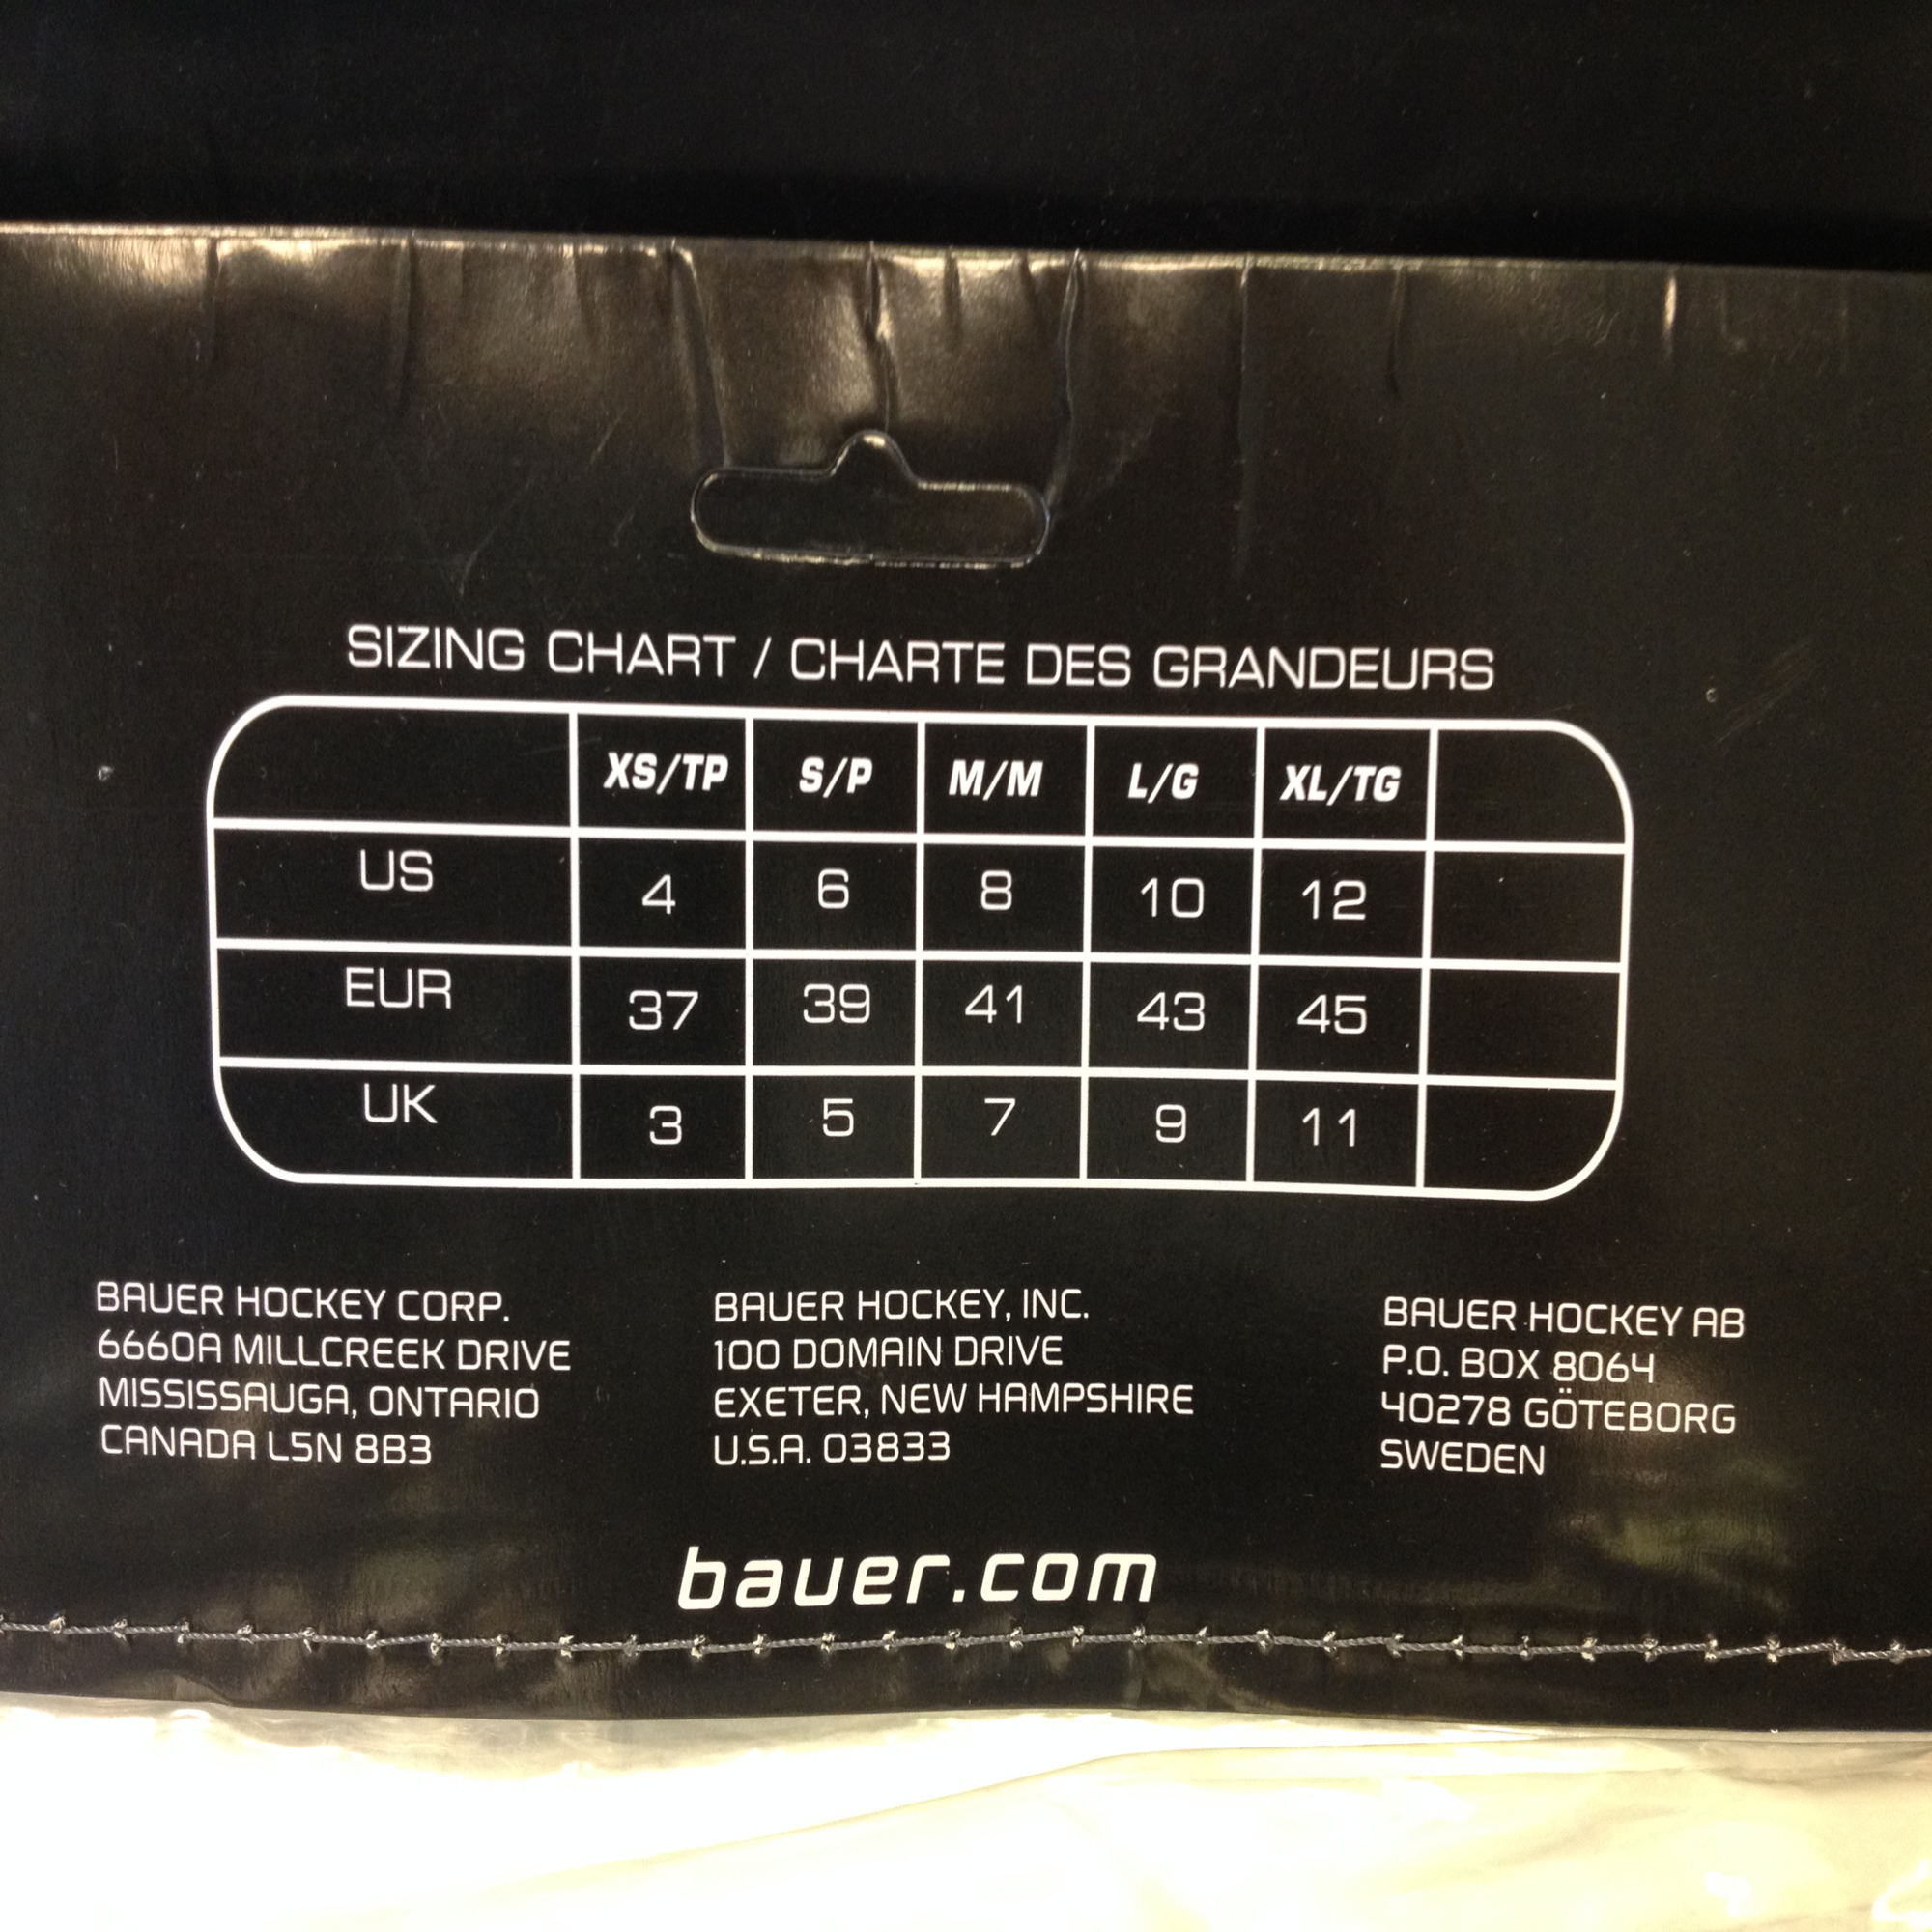 SIZING CHART / CHARTE DES GRANDEURS
XS/TP S/P M/M L/G XL/TG
US 4 6 8 10 12
EUR 37 39 41 43 45
UK 3 5 7 9 11
BAUER HOCKEY CORP.
6660A MILLCREEK DRIVE
MISSISSAUGA, ONTARIO
CANADA L5N 8B3
BAUER HOCKEY, INC.
100 DOMAIN DRIVE
EXETER, NEW HAMPSHIRE
U.S.A. 03833
BAUER HOCKEY AB
P.O. BOX 8064
40278 GÖTEBORG
SWEDEN
bauer.com